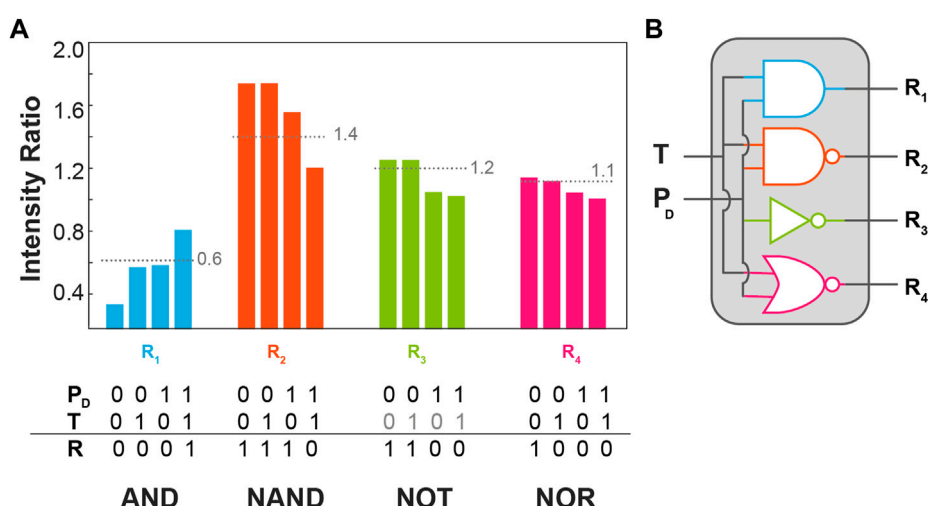 A
B
2.0
1.6
1.2
0.8
0.4
Intensity Ratio
0.6
1.4
1.2
1.1
R1 R2 R3 R4
PD 0 0 1 1 0 0 1 1 0 0 1 1 0 0 1 1
T 0 1 0 1 0 1 0 1 0 1 0 1 0 1 0 1
R 0 0 0 1 1 1 1 0 1 1 0 0 1 0 0 0
AND NAND NOT NOR
T
PD
R1
R2
R3
R4